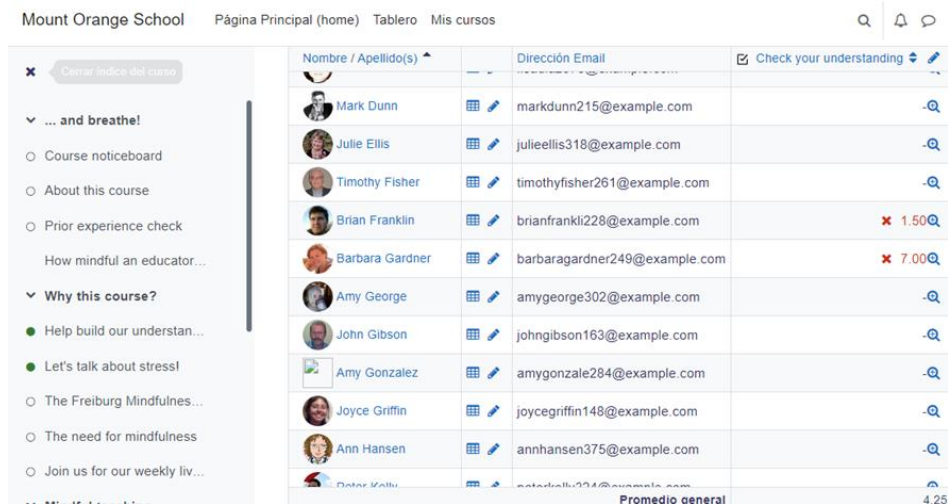 Mount Orange School Página Principal (home) Tablero Mis cursos
Cerrar índice del curso
... and breathe!
Course noticeboard
About this course
Prior experience check
How mindful an educator...
Why this course?
Help build our understan...
Let's talk about stress!
The Freiburg Mindfulnes...
The need for mindfulness
Join us for our weekly liv...
Nombre / Apellido(s) Dirección Email Check your understanding
Mark Dunn markdunn215@example.com -
Julie Ellis julieellis318@example.com -
Timothy Fisher timothyfisher261@example.com -
Brian Franklin brianfrankli228@example.com 1.50
Barbara Gardner barbaragardner249@example.com 7.00
Amy George amygeorge302@example.com -
John Gibson johngibson163@example.com -
Amy Gonzalez amygonzale284@example.com -
Joyce Griffin joycegriffin148@example.com -
Ann Hansen annhansen375@example.com -
Peter Kelly peterkelly324@example.com
Promedio general 4.25